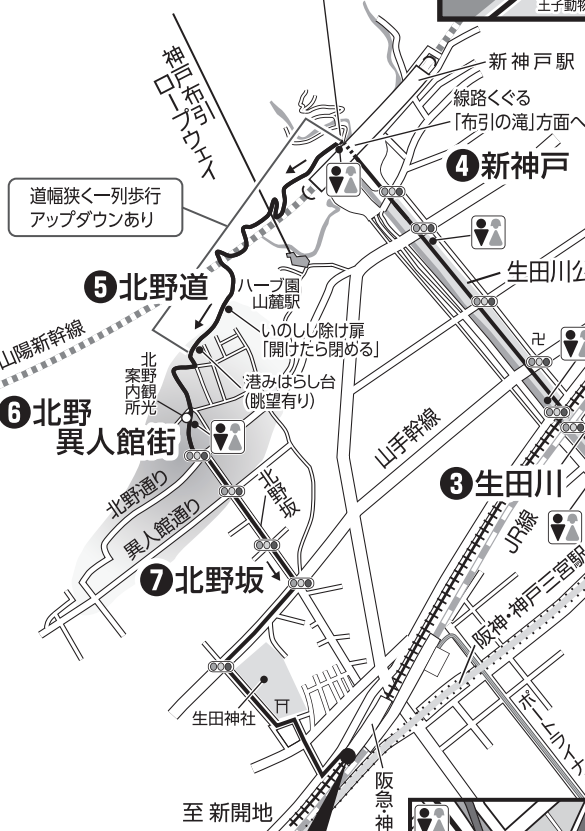 王子動物
新神戸駅
線路くぐる
「布引の滝」方面へ
神戸布引
ロープウェイ
❹新神戸
道幅狭く一列歩行
アップダウンあり
生田川公
❺北野道
ハーブ園
山麓駅
山陽新幹線
いのしし除け扉
「開けたら閉める」
卍
北野観光
案内所
港みはらし台
(眺望有り)
❻北野
異人館街
山手幹線
❸生田川
北野通り
北野坂
異人館通り
JR線
❼北野坂
阪神・神戸三宮駅
生田神社
ポートライナ
阪急・神
至 新開地